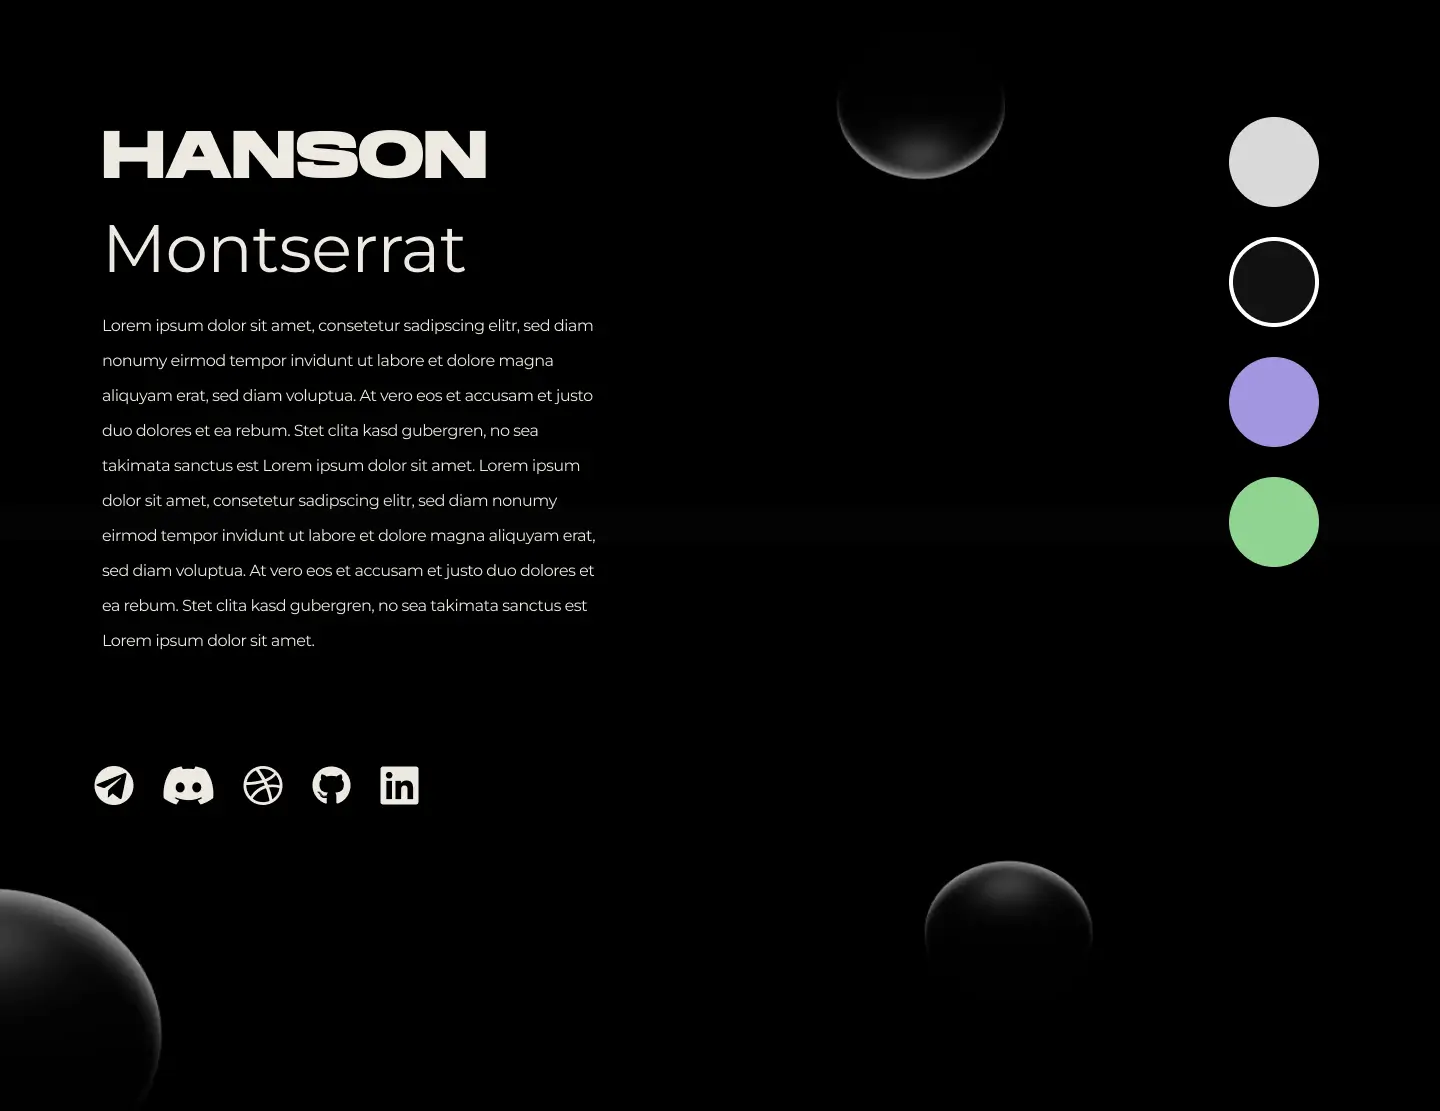 HANSON
Montserrat
Lorem ipsum dolor sit amet, consetetur sadipscing elitr, sed diam
nonumy eirmod tempor invidunt ut labore et dolore magna
aliquyam erat, sed diam voluptua. At vero eos et accusam et justo
duo dolores et ea rebum. Stet clita kasd gubergren, no sea
takimata sanctus est Lorem ipsum dolor sit amet. Lorem ipsum
dolor sit amet, consetetur sadipscing elitr, sed diam nonumy
eirmod tempor invidunt ut labore et dolore magna aliquyam erat,
sed diam voluptua. At vero eos et accusam et justo duo dolores et
ea rebum. Stet clita kasd gubergren, no sea takimata sanctus est
Lorem ipsum dolor sit amet.
in